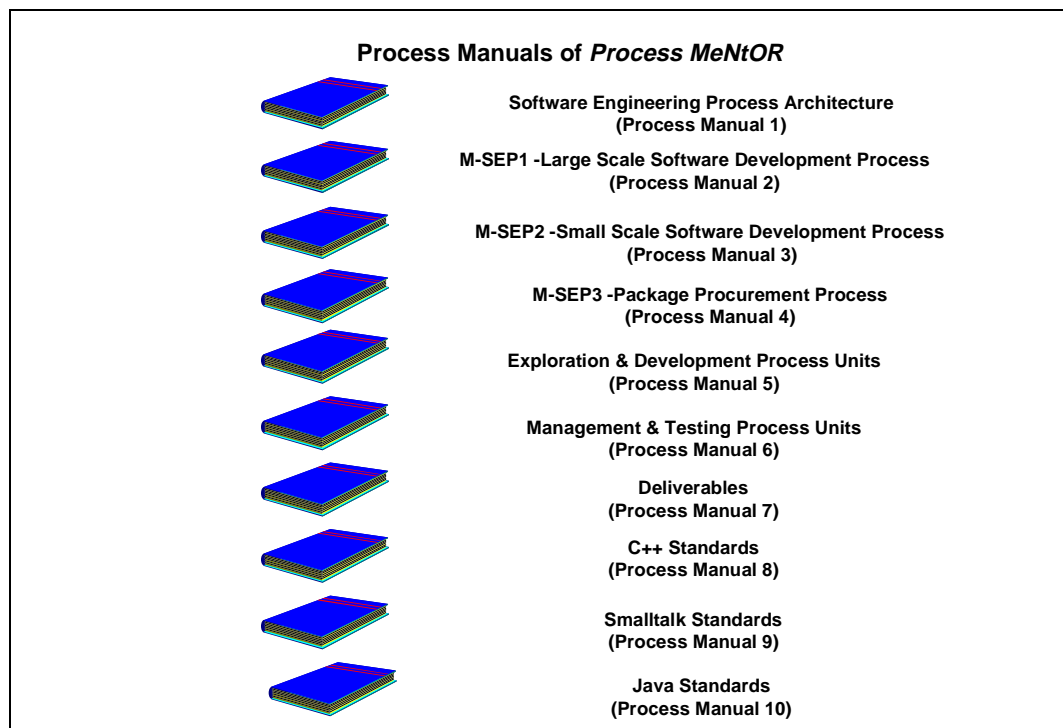 Process Manuals of Process MeNtOR
Software Engineering Process Architecture
(Process Manual 1)
M-SEP1 -Large Scale Software Development Process
(Process Manual 2)
M-SEP2 -Small Scale Software Development Process
(Process Manual 3)
M-SEP3 -Package Procurement Process
(Process Manual 4)
Exploration & Development Process Units
(Process Manual 5)
Management & Testing Process Units
(Process Manual 6)
Deliverables
(Process Manual 7)
C++ Standards
(Process Manual 8)
Smalltalk Standards
(Process Manual 9)
Java Standards
(Process Manual 10)